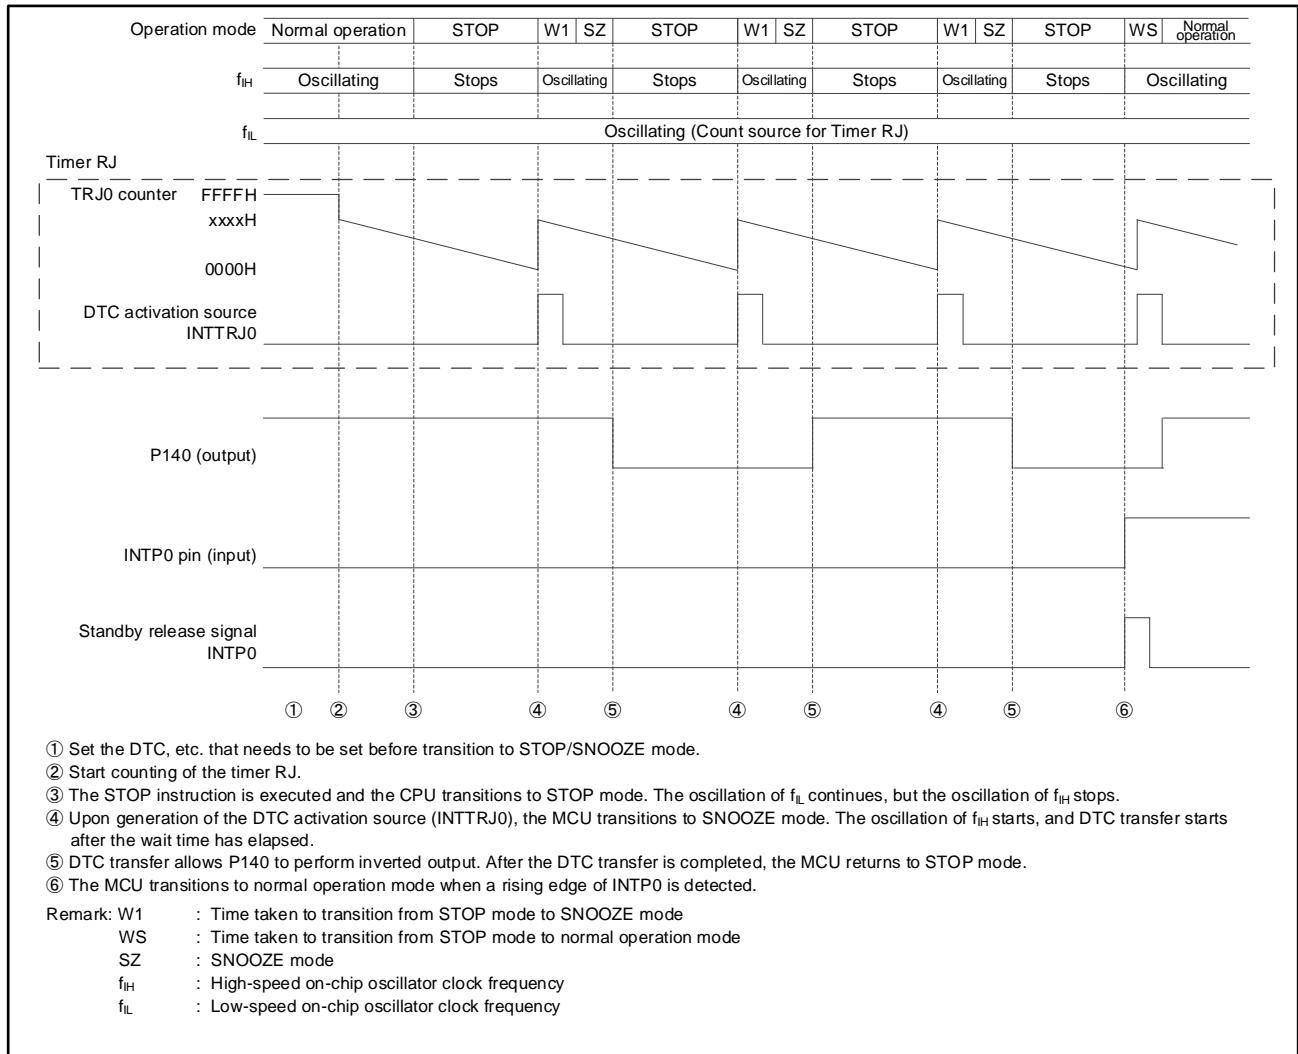 Operation mode Normal operation STOP W1 SZ STOP W1 SZ STOP W1 SZ STOP WS Normal operation
fIH Oscillating Stops Oscillating Stops Oscillating Stops Oscillating Stops Oscillating
fIL Oscillating (Count source for Timer RJ)
Timer RJ
TRJ0 counter FFFFH
xxxxH
0000H
DTC activation source
INTTRJ0
P140 (output)
INTP0 pin (input)
Standby release signal
INTP0
① ② ③ ④ ⑤ ④ ⑤ ④ ⑤ ⑥
① Set the DTC, etc. that needs to be set before transition to STOP/SNOOZE mode.
② Start counting of the timer RJ.
③ The STOP instruction is executed and the CPU transitions to STOP mode. The oscillation of fIL continues, but the oscillation of fIH stops.
④ Upon generation of the DTC activation source (INTTRJ0), the MCU transitions to SNOOZE mode. The oscillation of fIH starts, and DTC transfer starts
after the wait time has elapsed.
⑤ DTC transfer allows P140 to perform inverted output. After the DTC transfer is completed, the MCU returns to STOP mode.
⑥ The MCU transitions to normal operation mode when a rising edge of INTP0 is detected.
Remark: W1 : Time taken to transition from STOP mode to SNOOZE mode
WS : Time taken to transition from STOP mode to normal operation mode
SZ : SNOOZE mode
fIH : High-speed on-chip oscillator clock frequency
fIL : Low-speed on-chip oscillator clock frequency